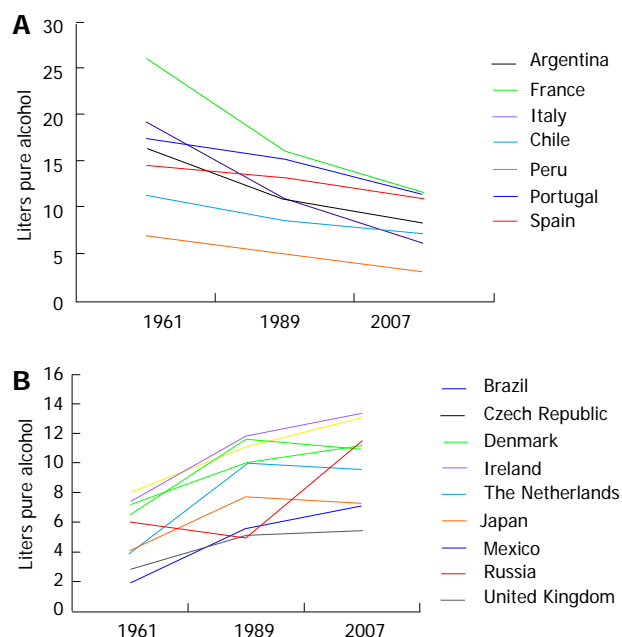 A
Liters pure alcohol
30
25
20
15
10
5
0
1961 1989 2007
Argentina
France
Italy
Chile
Peru
Portugal
Spain
B
Liters pure alcohol
16
14
12
10
8
6
4
2
0
1961 1989 2007
Brazil
Czech Republic
Denmark
Ireland
The Netherlands
Japan
Mexico
Russia
United Kingdom